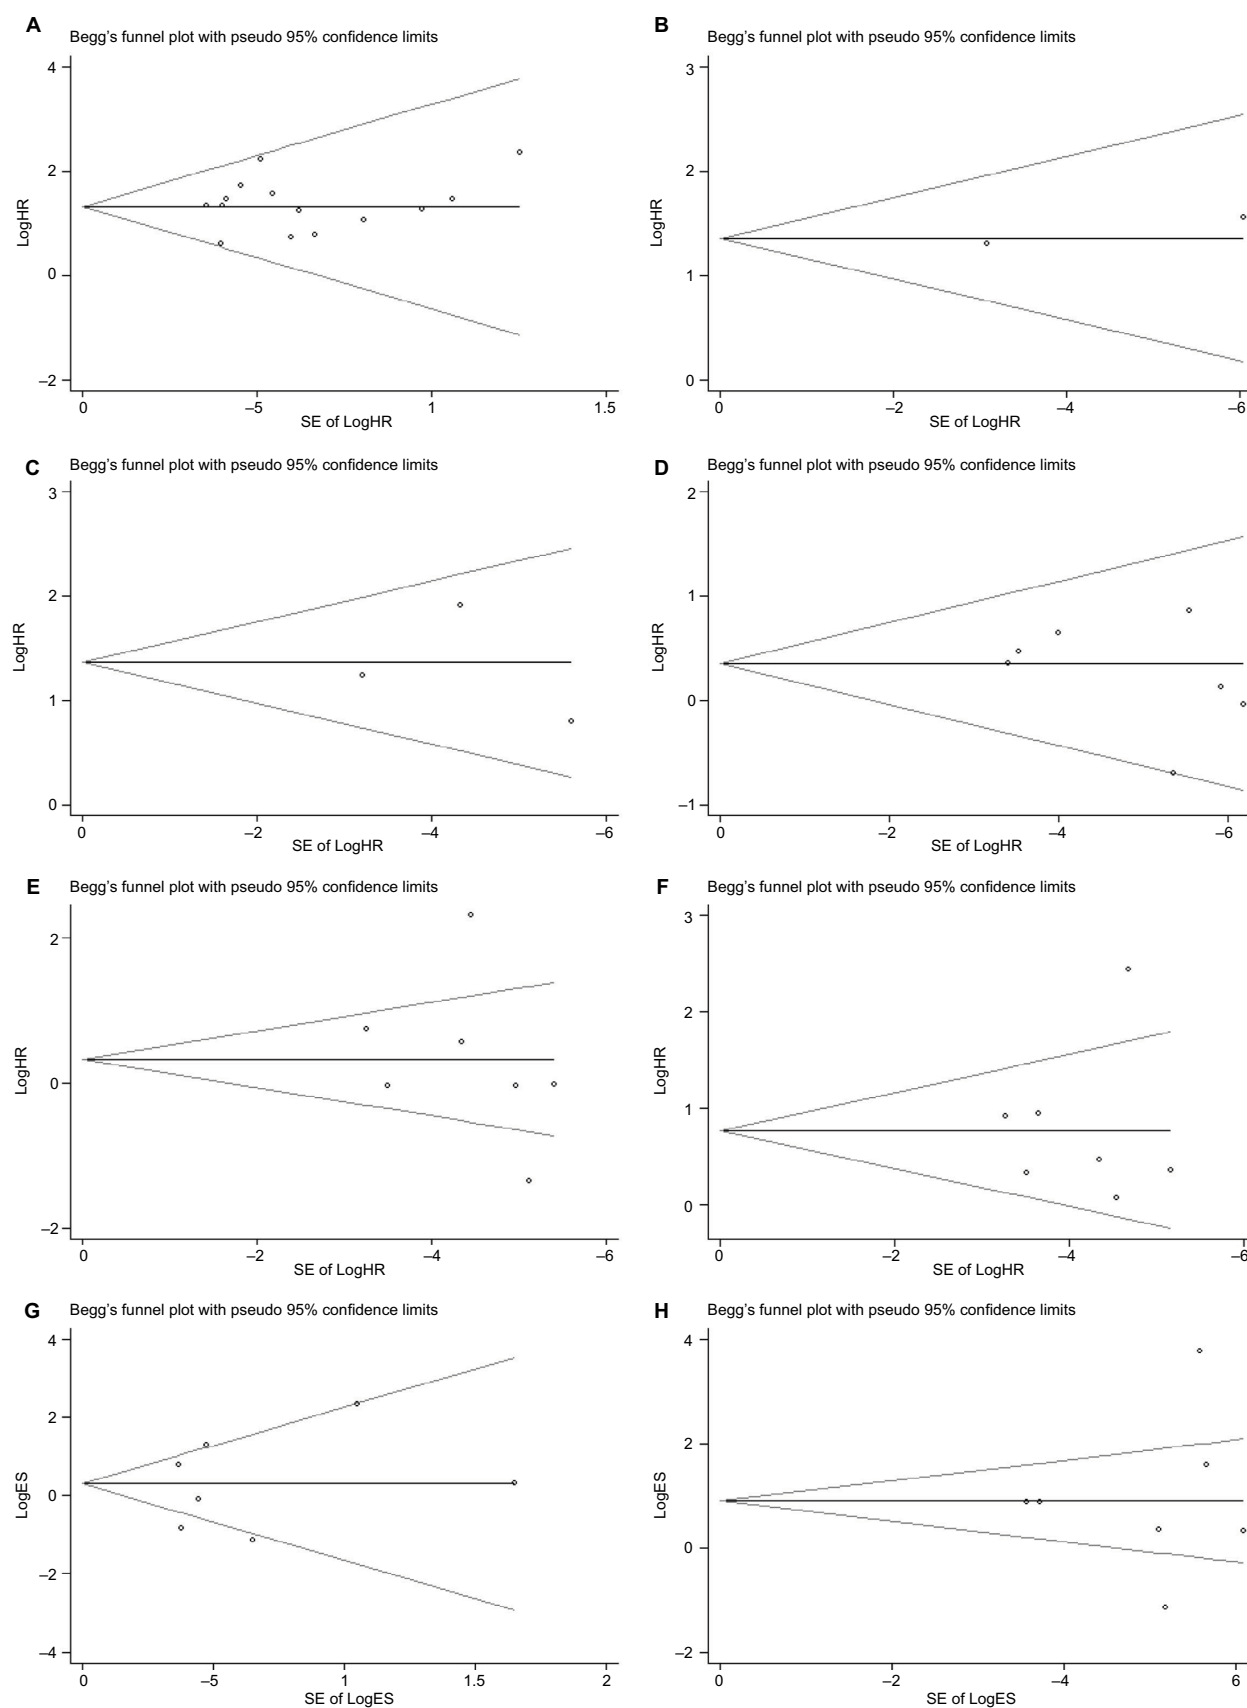 A
Begg's funnel plot with pseudo 95% confidence limits
LogHR
4
2
0
–2
0
–5
1
1.5
SE of LogHR
B
Begg's funnel plot with pseudo 95% confidence limits
LogHR
3
2
1
0
0
–2
–4
–6
SE of LogHR
C
Begg's funnel plot with pseudo 95% confidence limits
LogHR
3
2
1
0
0
–2
–4
–6
SE of LogHR
D
Begg's funnel plot with pseudo 95% confidence limits
LogHR
2
1
0
–1
0
–2
–4
–6
SE of LogHR
E
Begg's funnel plot with pseudo 95% confidence limits
LogHR
2
0
–2
0
–2
–4
–6
SE of LogHR
F
Begg's funnel plot with pseudo 95% confidence limits
LogHR
3
2
1
0
0
–2
–4
–6
SE of LogHR
G
Begg's funnel plot with pseudo 95% confidence limits
LogES
4
2
0
–2
–4
0
–5
1
1.5
2
SE of LogES
H
Begg's funnel plot with pseudo 95% confidence limits
LogES
4
2
0
–2
0
–2
–4
6
SE of LogES